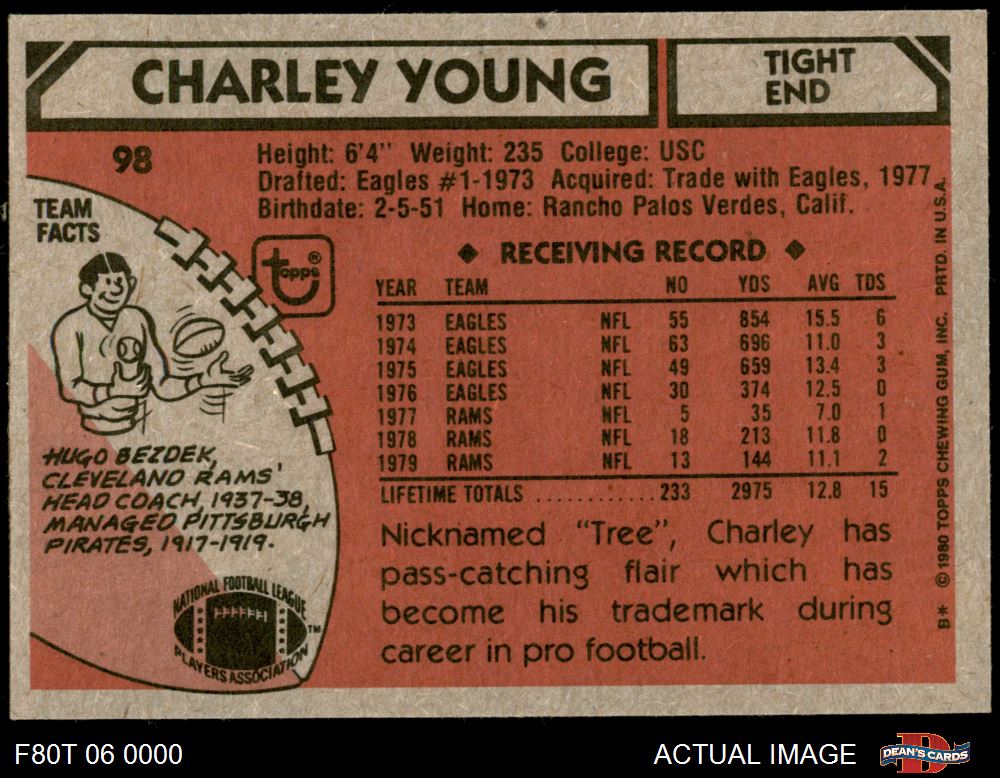 CHARLEY YOUNG
TIGHT
END
98
Height: 6'4" Weight: 235 College: USC
Drafted: Eagles #1-1973 Acquired: Trade with Eagles, 1977
Birthdate: 2-5-51 Home: Rancho Palos Verdes, Calif.
TEAM
FACTS
topps®
HUGO BEZDEK,
CLEVELAND RAMS'
HEAD COACH, 1937-38,
MANAGED PITTSBURGH
PIRATES, 1917-1919.
NATIONAL FOOTBALL LEAGUE
PLAYERS ASSOCIATION
TM
◆ RECEIVING RECORD ◆
YEAR TEAM NO YDS AVG TDS
1973 EAGLES NFL 55 854 15.5 6
1974 EAGLES NFL 63 696 11.0 3
1975 EAGLES NFL 49 659 13.4 3
1976 EAGLES NFL 30 374 12.5 0
1977 RAMS NFL 5 35 7.0 1
1978 RAMS NFL 18 213 11.8 0
1979 RAMS NFL 13 144 11.1 2
LIFETIME TOTALS ............ 233 2975 12.8 15
Nicknamed "Tree", Charley has
pass-catching flair which has
become his trademark during
career in pro football.
B* © 1980 TOPPS CHEWING GUM, INC. PRTD. IN U.S.A.
F80T 06 0000
ACTUAL IMAGE
D
DEAN'S CARDS